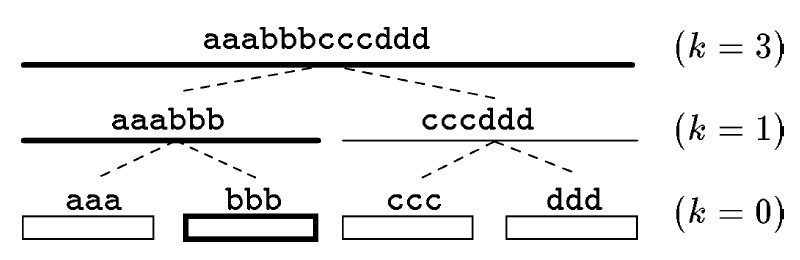 aaabbbcccddd (k = 3)
aaabbb cccddd (k = 1)
aaa bbb ccc ddd (k = 0)